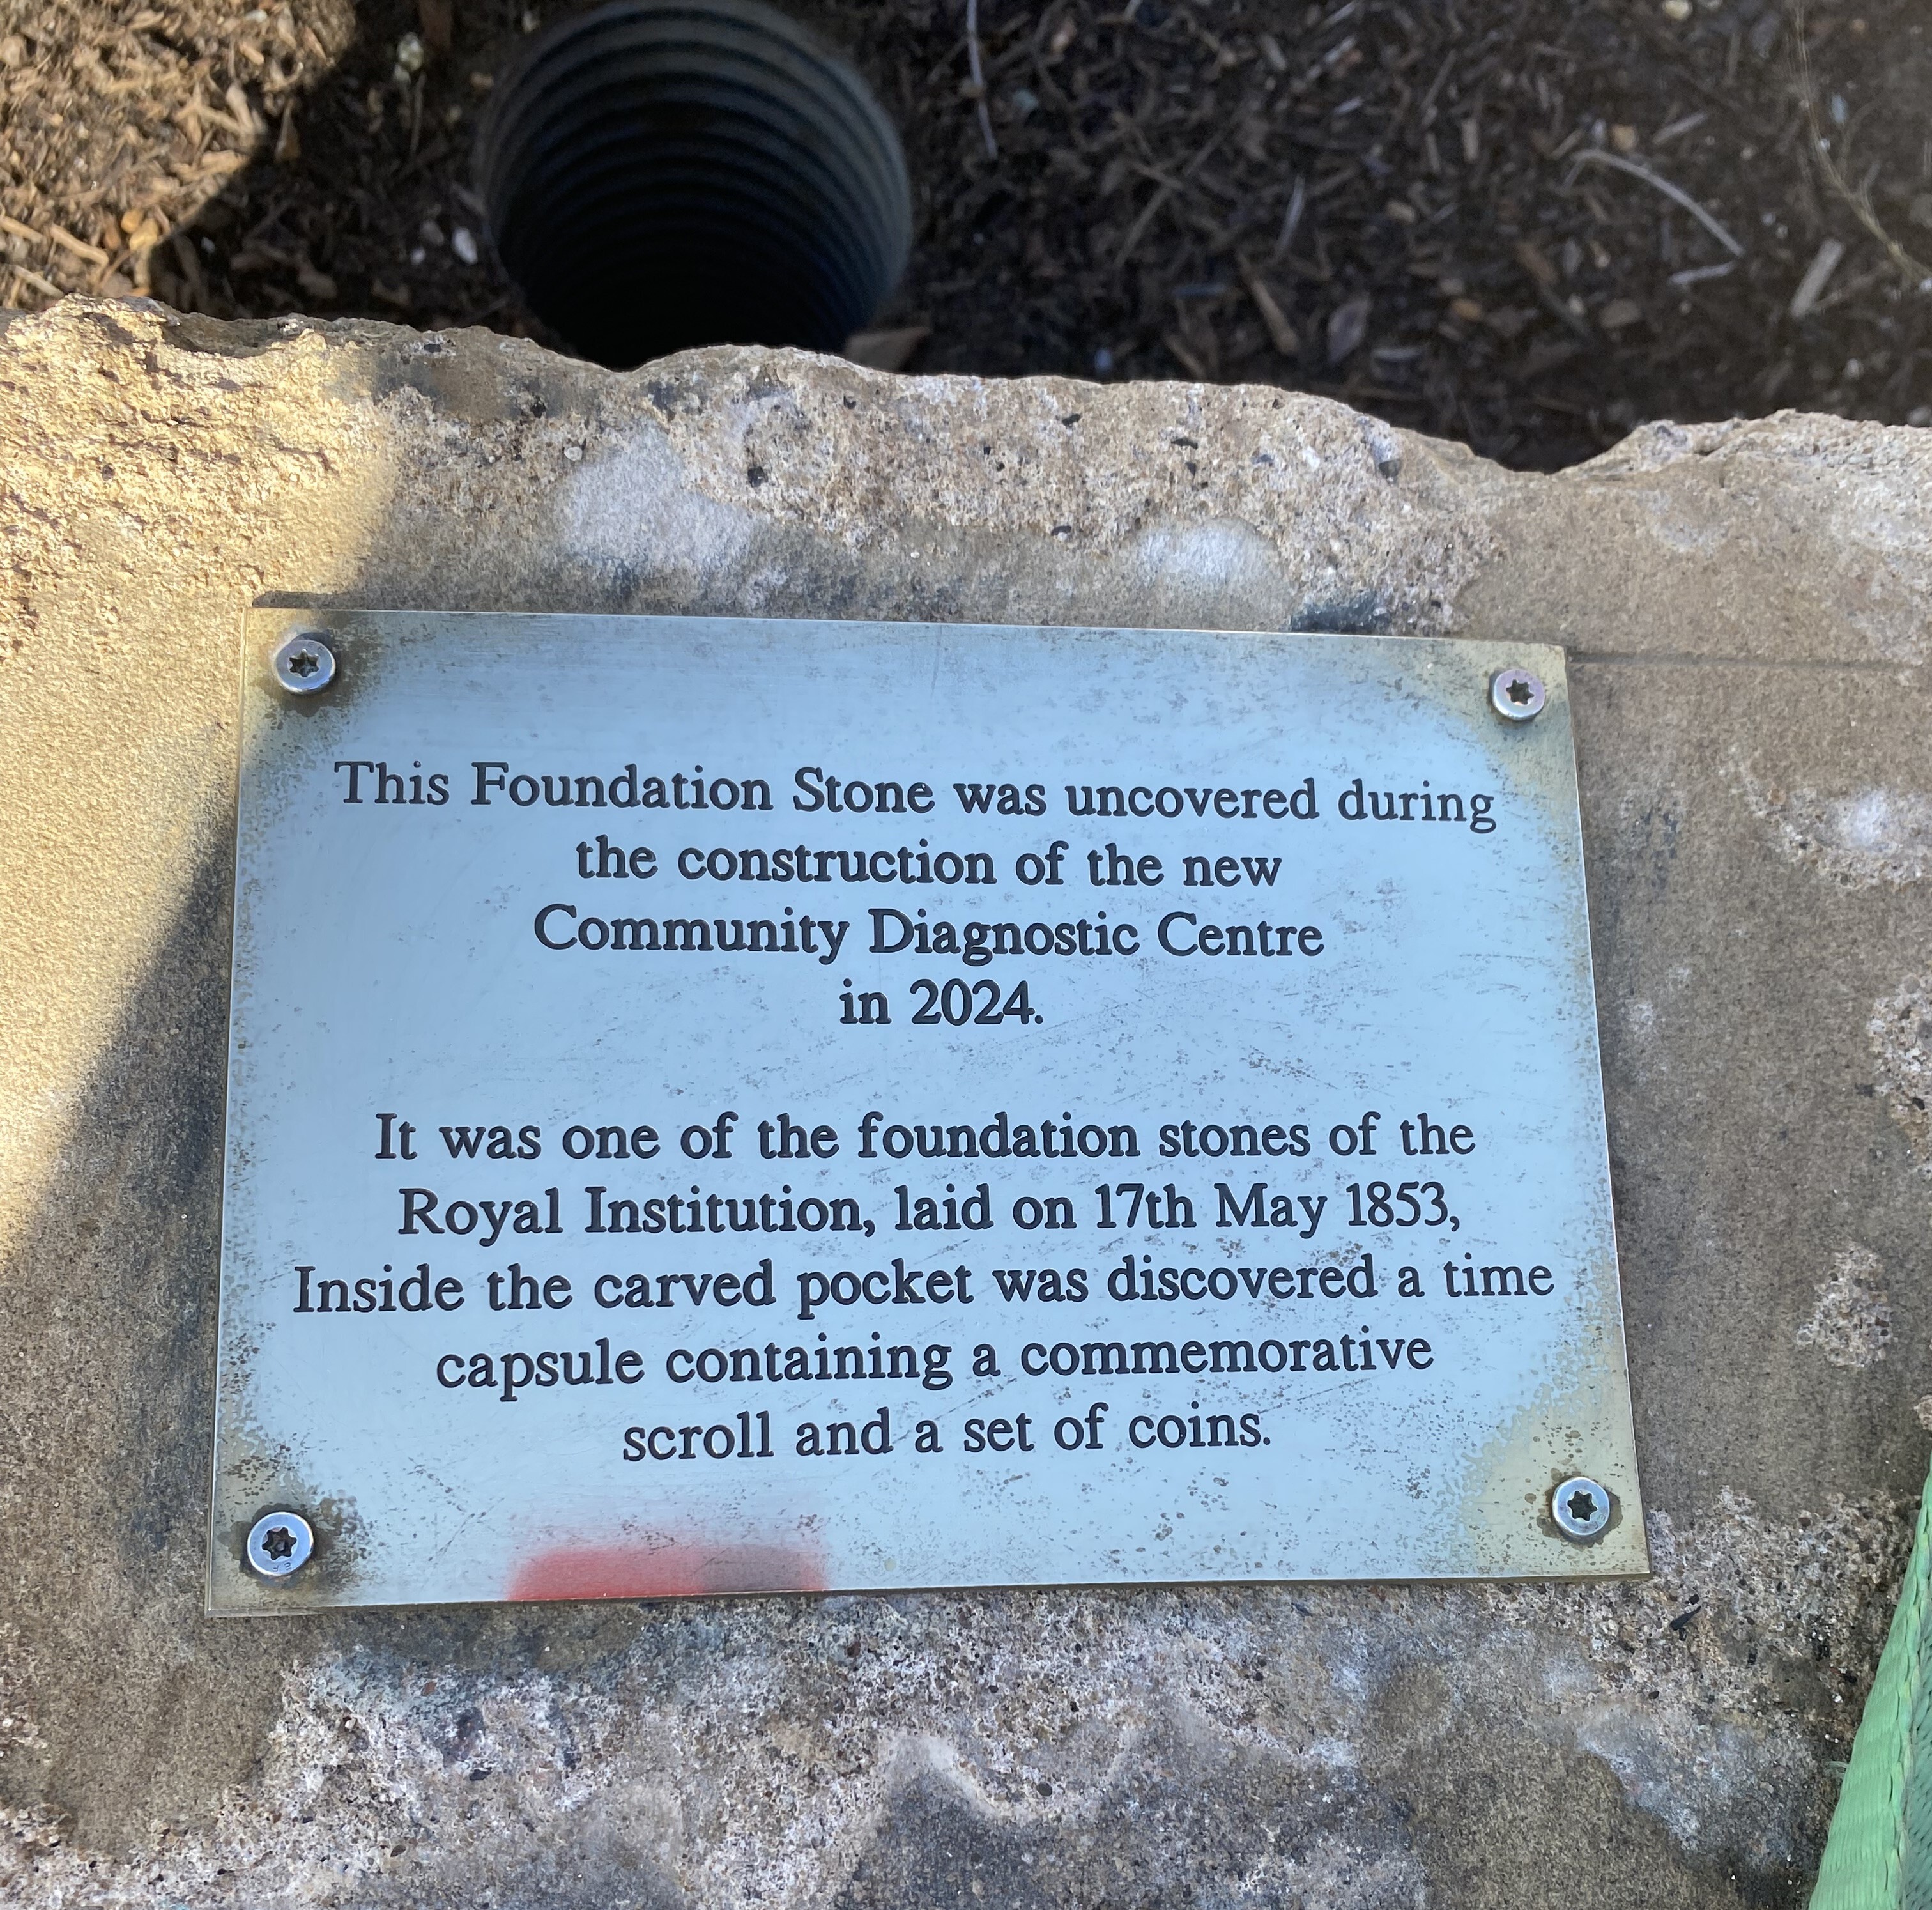 This Foundation Stone was uncovered during
the construction of the new
Community Diagnostic Centre
in 2024.
It was one of the foundation stones of the
Royal Institution, laid on 17th May 1853,
Inside the carved pocket was discovered a time
capsule containing a commemorative
scroll and a set of coins.